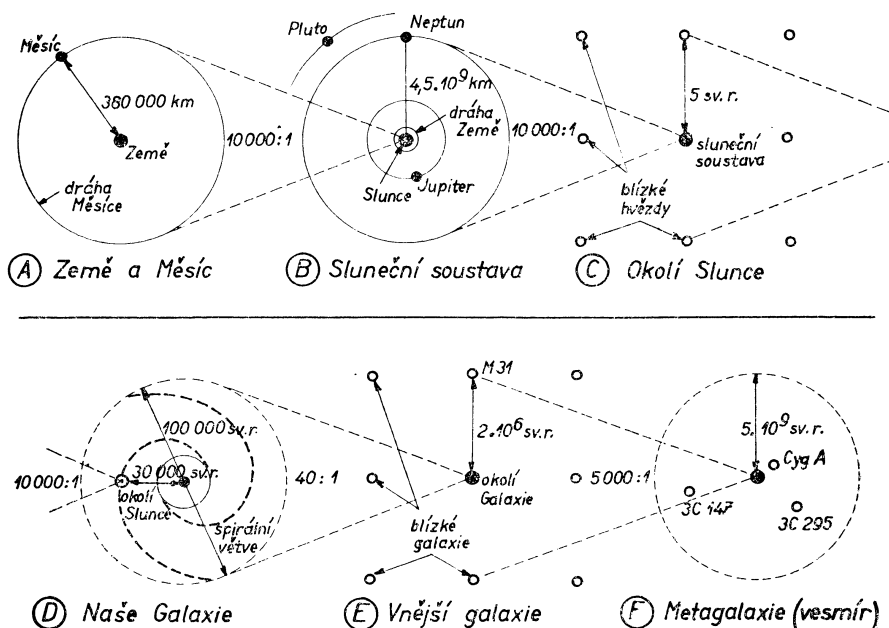 Měsíc
380 000 km
Země
dráha
Měsíce
10 000:1
A Země a Měsíc
Pluto
Neptun
4,5.10⁹ km
dráha
Země
Slunce
Jupiter
10 000:1
B Sluneční soustava
5 sv.r.
sluneční
soustava
blízké
hvězdy
C Okolí Slunce
10 000:1
100 000 sv.r.
30 000 sv.r.
okolí
Slunce
spirální
větve
D Naše Galaxie
40:1
M 31
2.10⁶ sv.r.
okolí
Galaxie
blízké
galaxie
E Vnější galaxie
5 000:1
5.10⁹ sv.r.
Cyg A
3C 147
3C 295
F Metagalaxie (vesmír)